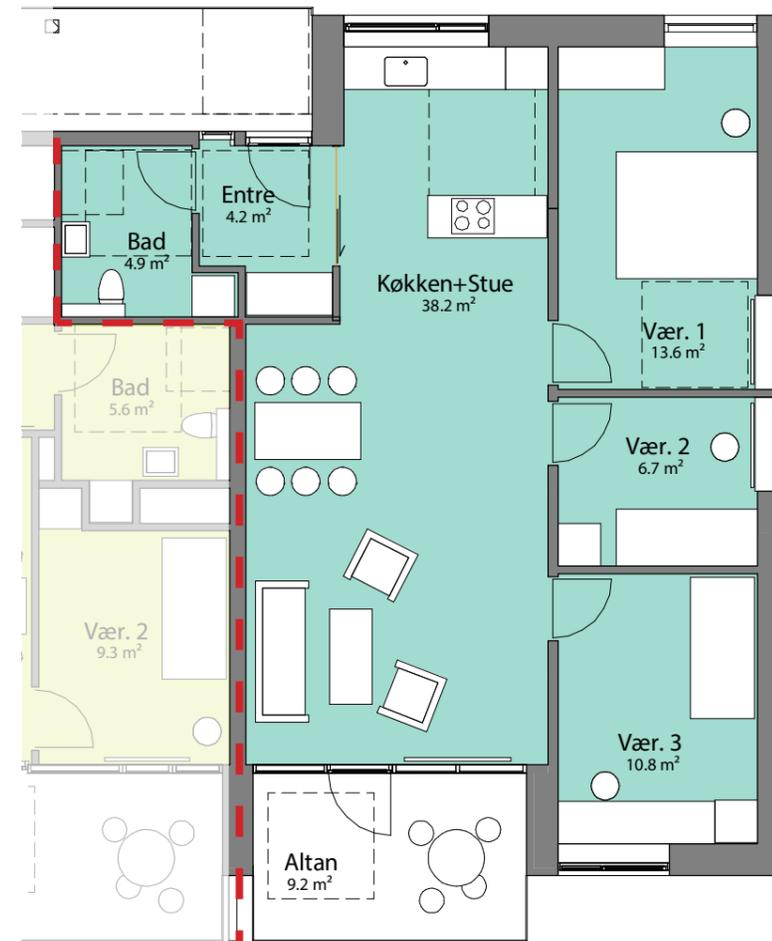 Entre
4.2 m²
Bad
4.9 m²
Køkken+Stue
38.2 m²
Vær. 1
13.6 m²
Bad
5.6 m²
Vær. 2
6.7 m²
Vær. 2
9.3 m²
Vær. 3
10.8 m²
Altan
9.2 m²